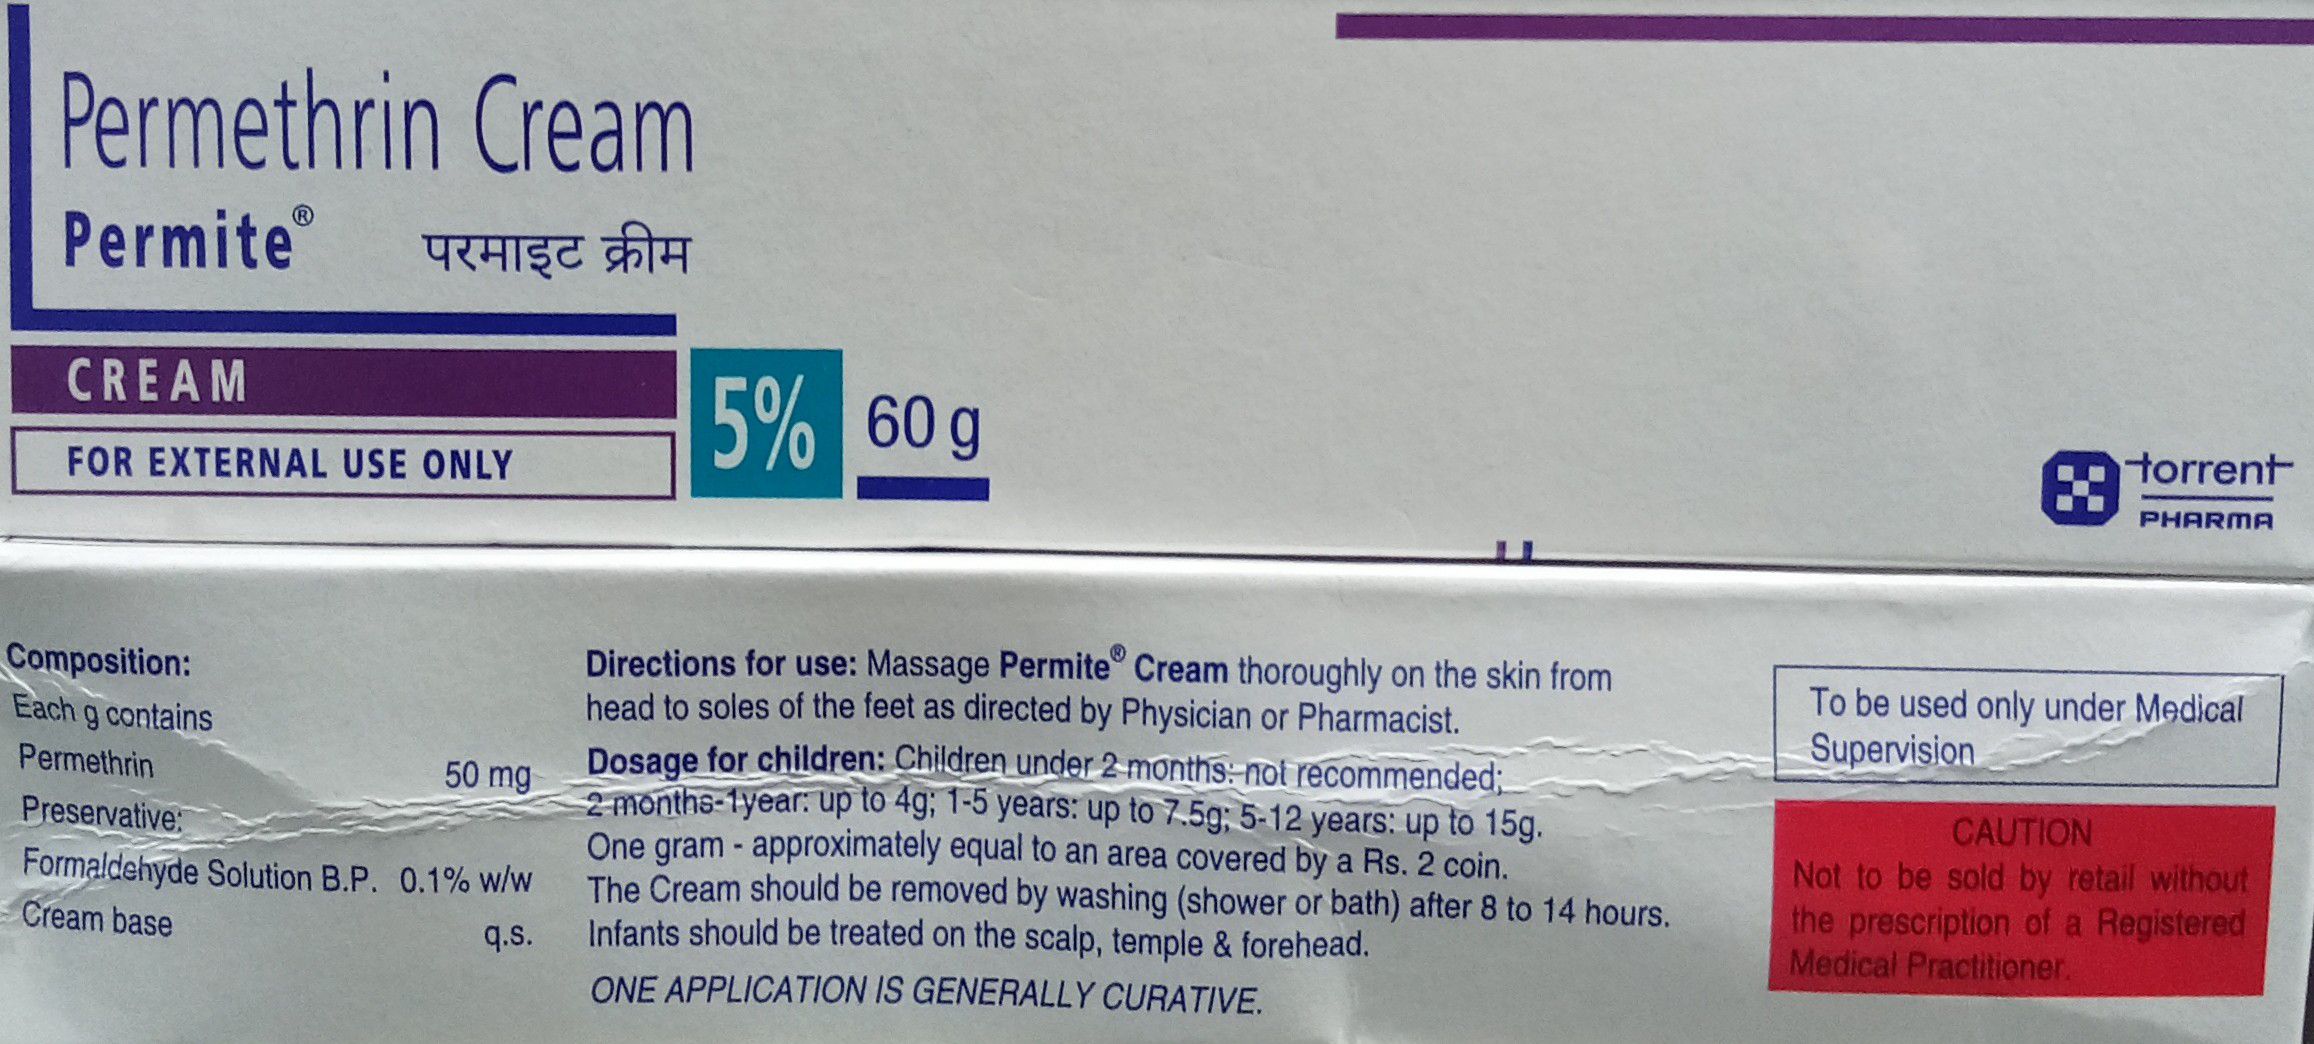 Permethrin Cream
Permite® परमाइट क्रीम
CREAM
FOR EXTERNAL USE ONLY
5%
60 g
torrent
PHARMA
Composition:
Each g contains
Permethrin 50 mg
Preservative:
Formaldehyde Solution B.P. 0.1% w/w
Cream base q.s.
Directions for use: Massage Permite® Cream thoroughly on the skin from
head to soles of the feet as directed by Physician or Pharmacist.
Dosage for children: Children under 2 months: not recommended;
2 months-1year: up to 4g; 1-5 years: up to 7.5g; 5-12 years: up to 15g.
One gram - approximately equal to an area covered by a Rs. 2 coin.
The Cream should be removed by washing (shower or bath) after 8 to 14 hours.
Infants should be treated on the scalp, temple & forehead.
ONE APPLICATION IS GENERALLY CURATIVE.
To be used only under Medical
Supervision
CAUTION
Not to be sold by retail without
the prescription of a Registered
Medical Practitioner.